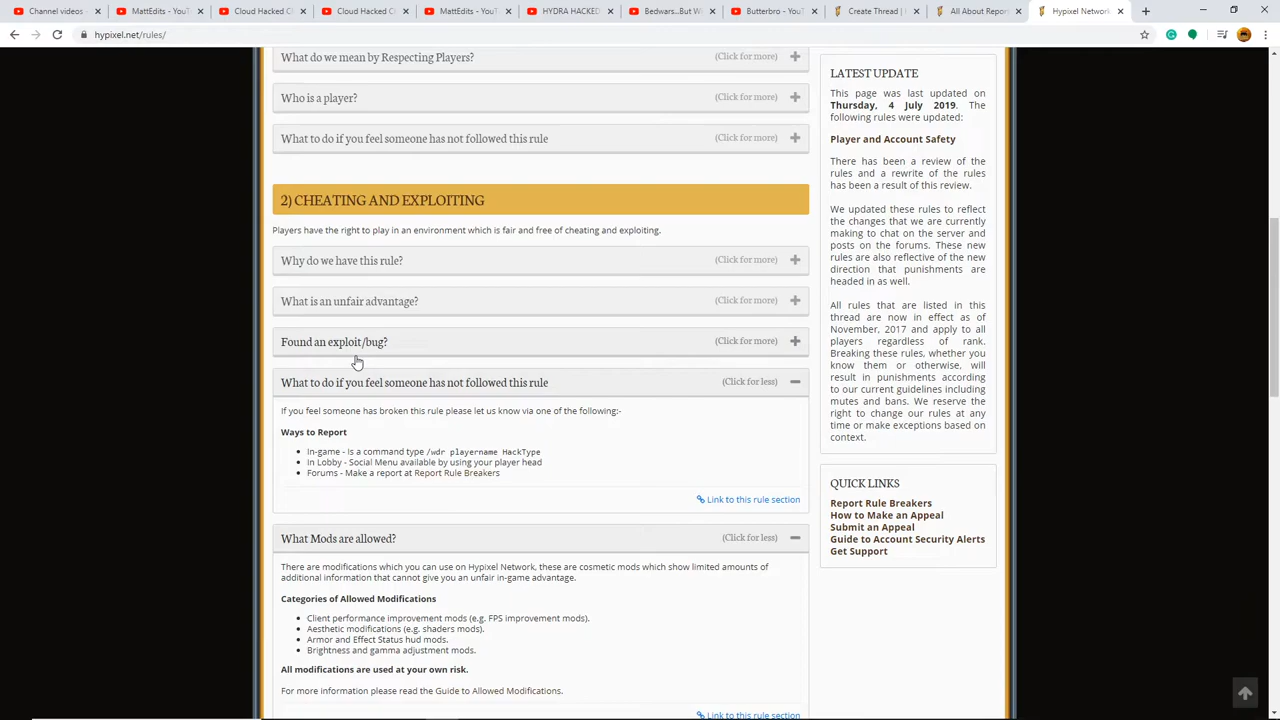 Channel videos
MattEdits - YouT
Cloud Hacked Cl
Cloud Hacked Cl
MattEdits - YouT
HYDRA HACKED
Bedwars..But W
Butterbro - YouT
Create Thread |
All About Repor
Hypixel Network
hypixel.net/rules/
What do we mean by Respecting Players? (Click for more)
Who is a player? (Click for more)
What to do if you feel someone has not followed this rule (Click for more)
2) CHEATING AND EXPLOITING
Players have the right to play in an environment which is fair and free of cheating and exploiting.
Why do we have this rule? (Click for more)
What is an unfair advantage? (Click for more)
Found an exploit/bug? (Click for more)
What to do if you feel someone has not followed this rule (Click for less)
If you feel someone has broken this rule please let us know via one of the following:-
Ways to Report
In-game - is a command type /wdr playername HackType
In Lobby - Social Menu available by using your player head
Forums - Make a report at Report Rule Breakers
Link to this rule section
What Mods are allowed? (Click for less)
There are modifications which you can use on Hypixel Network, these are cosmetic mods which show limited amounts of
additional information that cannot give you an unfair in-game advantage.
Categories of Allowed Modifications
Client performance improvement mods (e.g. FPS improvement mods).
Aesthetic modifications (e.g. shaders mods).
Armor and Effect Status hud mods.
Brightness and gamma adjustment mods.
All modifications are used at your own risk.
For more information please read the Guide to Allowed Modifications.
Link to this rule section
LATEST UPDATE
This page was last updated on
Thursday, 4 July 2019. The
following rules were updated:
Player and Account Safety
There has been a review of the
rules and a rewrite of the rules
has been a result of this review.
We updated these rules to reflect
the changes that we are currently
making to chat on the server and
posts on the forums. These new
rules are also reflective of the new
direction that punishments are
headed in as well.
All rules that are listed in this
thread are now in effect as of
November, 2017 and apply to all
players regardless of rank.
Breaking these rules, whether you
know them or otherwise, will
result in punishments according
to our current guidelines including
mutes and bans. We reserve the
right to change our rules at any
time or make exceptions based on
context.
QUICK LINKS
Report Rule Breakers
How to Make an Appeal
Submit an Appeal
Guide to Account Security Alerts
Get Support